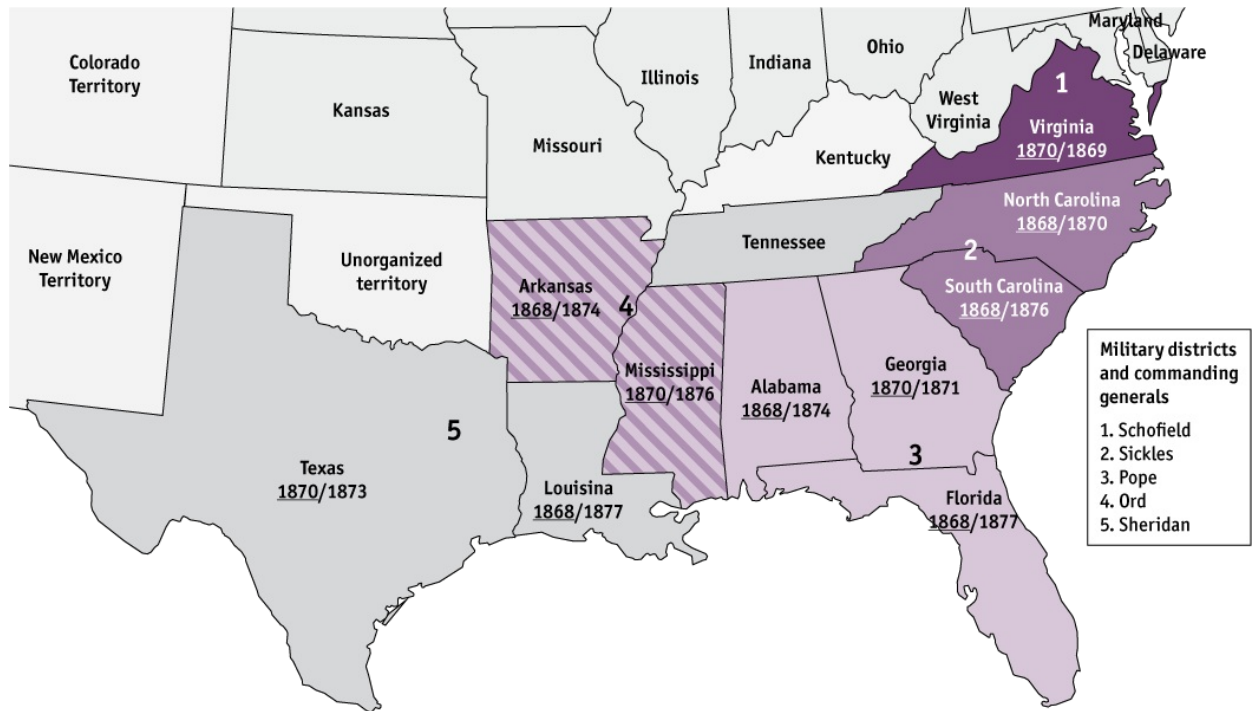 Maryland
Delaware
Ohio
Indiana
Illinois
Colorado
Territory
Kansas
Missouri
West
Virginia
1
Virginia
1870/1869
Kentucky
North Carolina
1868/1870
Tennessee
2
New Mexico
Territory
Unorganized
territory
Arkansas
1868/1874
4
South Carolina
1868/1876
Mississippi
1870/1876
Alabama
1868/1874
Georgia
1870/1871
3
5
Texas
1870/1873
Louisina
1868/1877
Florida
1868/1877
Military districts
and commanding
generals
1. Schofield
2. Sickles
3. Pope
4. Ord
5. Sheridan